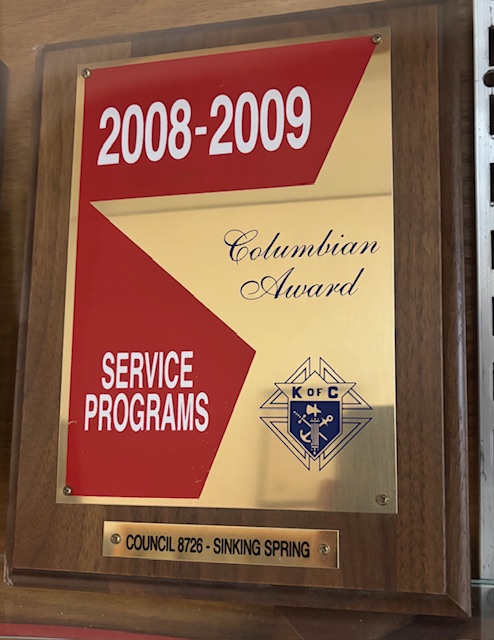 2008-2009
Columbian
Award
SERVICE
PROGRAMS
K OF C
COUNCIL 8726 - SINKING SPRING